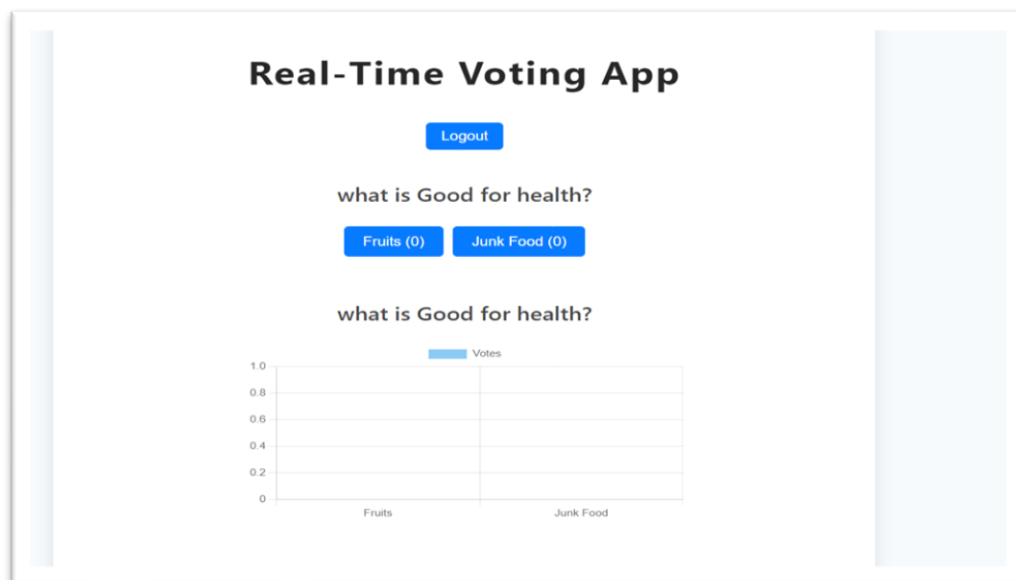 Real-Time Voting App
Logout
what is Good for health?
Fruits (0) Junk Food (0)
what is Good for health?
Votes
1.0
0.8
0.6
0.4
0.2
0
Fruits Junk Food